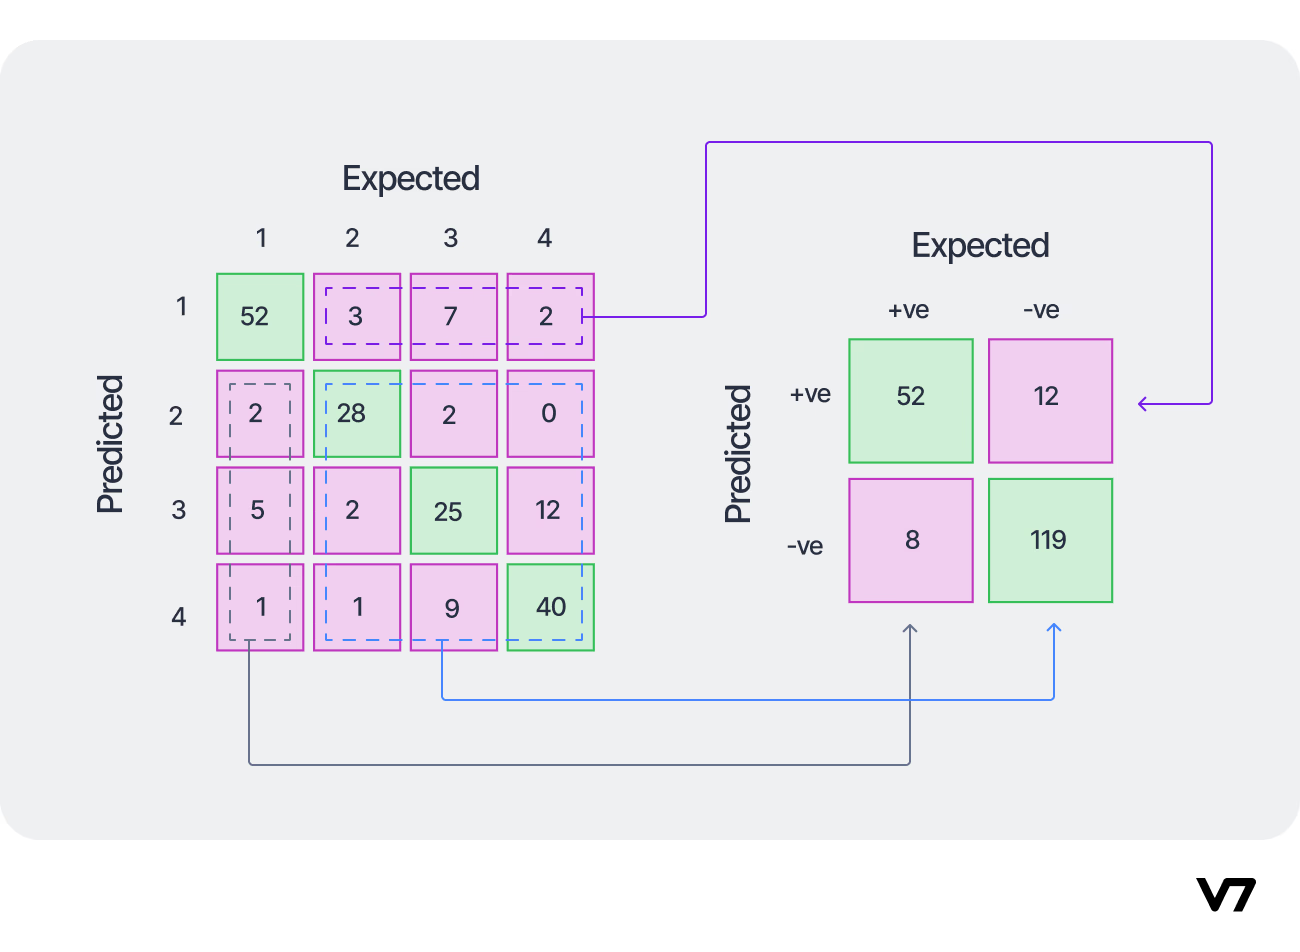 Expected
1 2 3 4
1 52 3 7 2
2 2 28 2 0
3 5 2 25 12
4 1 1 9 40
Predicted
Expected
+ve -ve
+ve 52 12
-ve 8 119
Predicted
V7